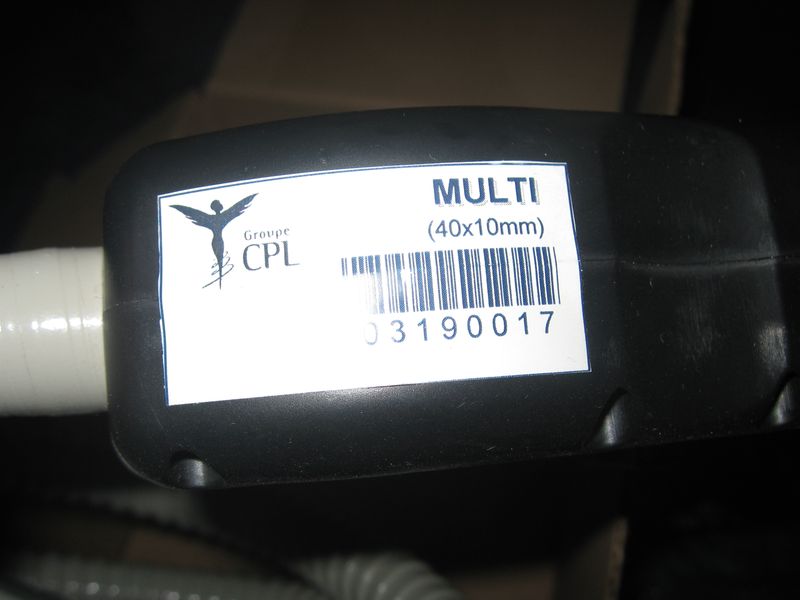 MULTI
(40x10mm)
Groupe
CPL
03190017